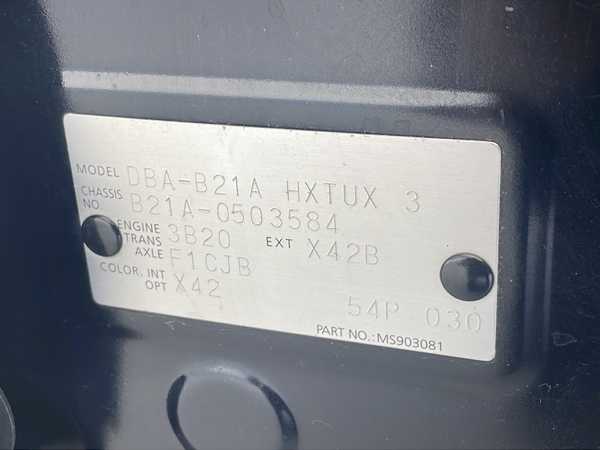 MODEL DBA-B21A HXTUX 3
CHASSIS NO. B21A-0503584
ENGINE 3B20 EXT X42B
TRANS AXLE F1CJB
COLOR, INT OPT X42
54P 030
PART NO.:MS903081